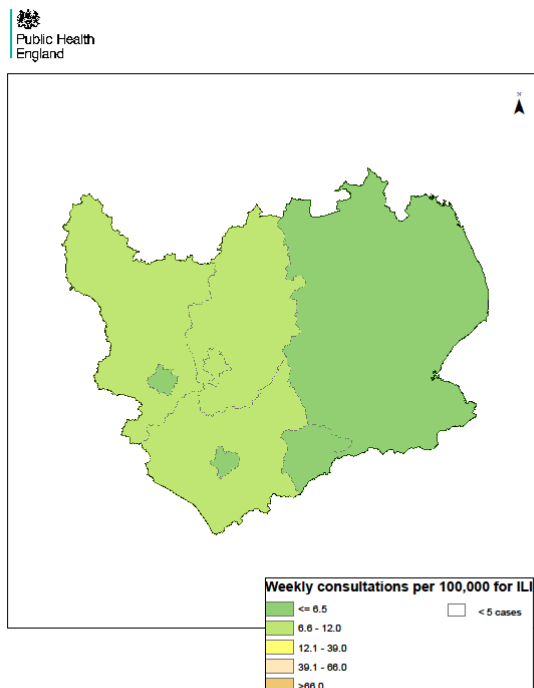 Public Health
England
Weekly consultations per 100,000 for ILI
<= 6.5
< 5 cases
6.6 - 12.0
12.1 - 39.0
39.1 - 66.0
>66.0